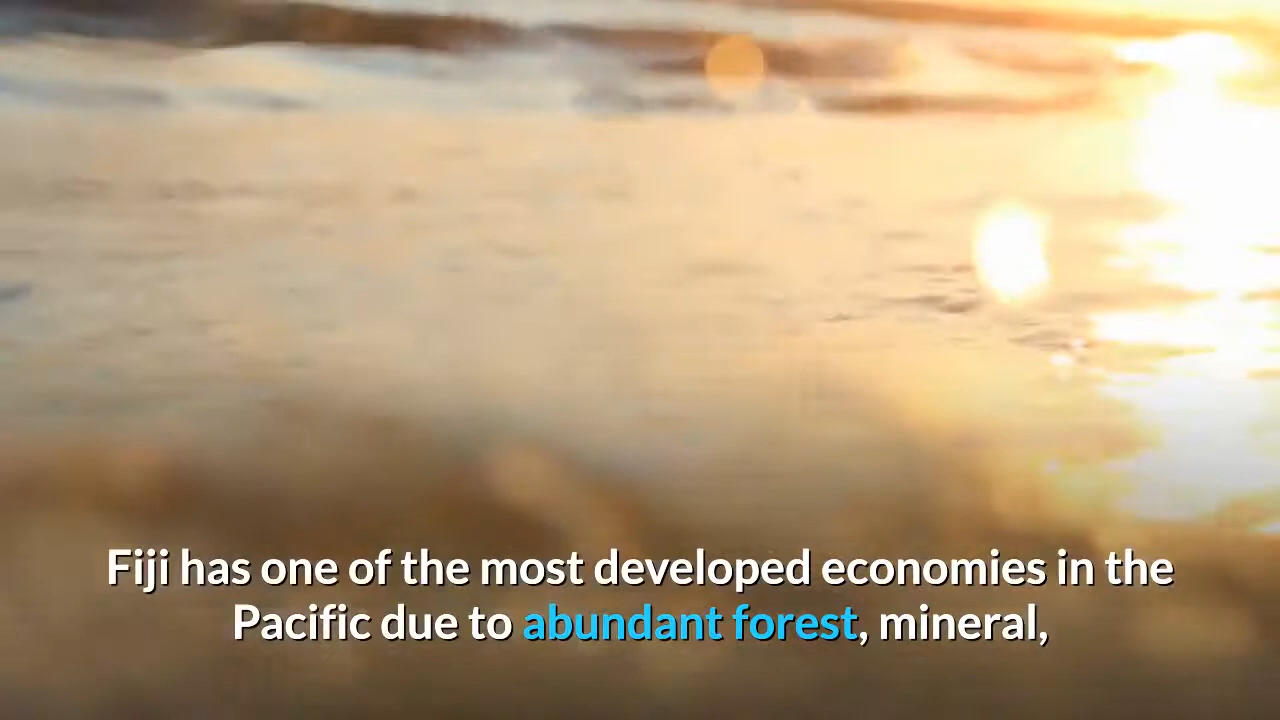 Fiji has one of the most developed economies in the
Pacific due to abundant forest, mineral,